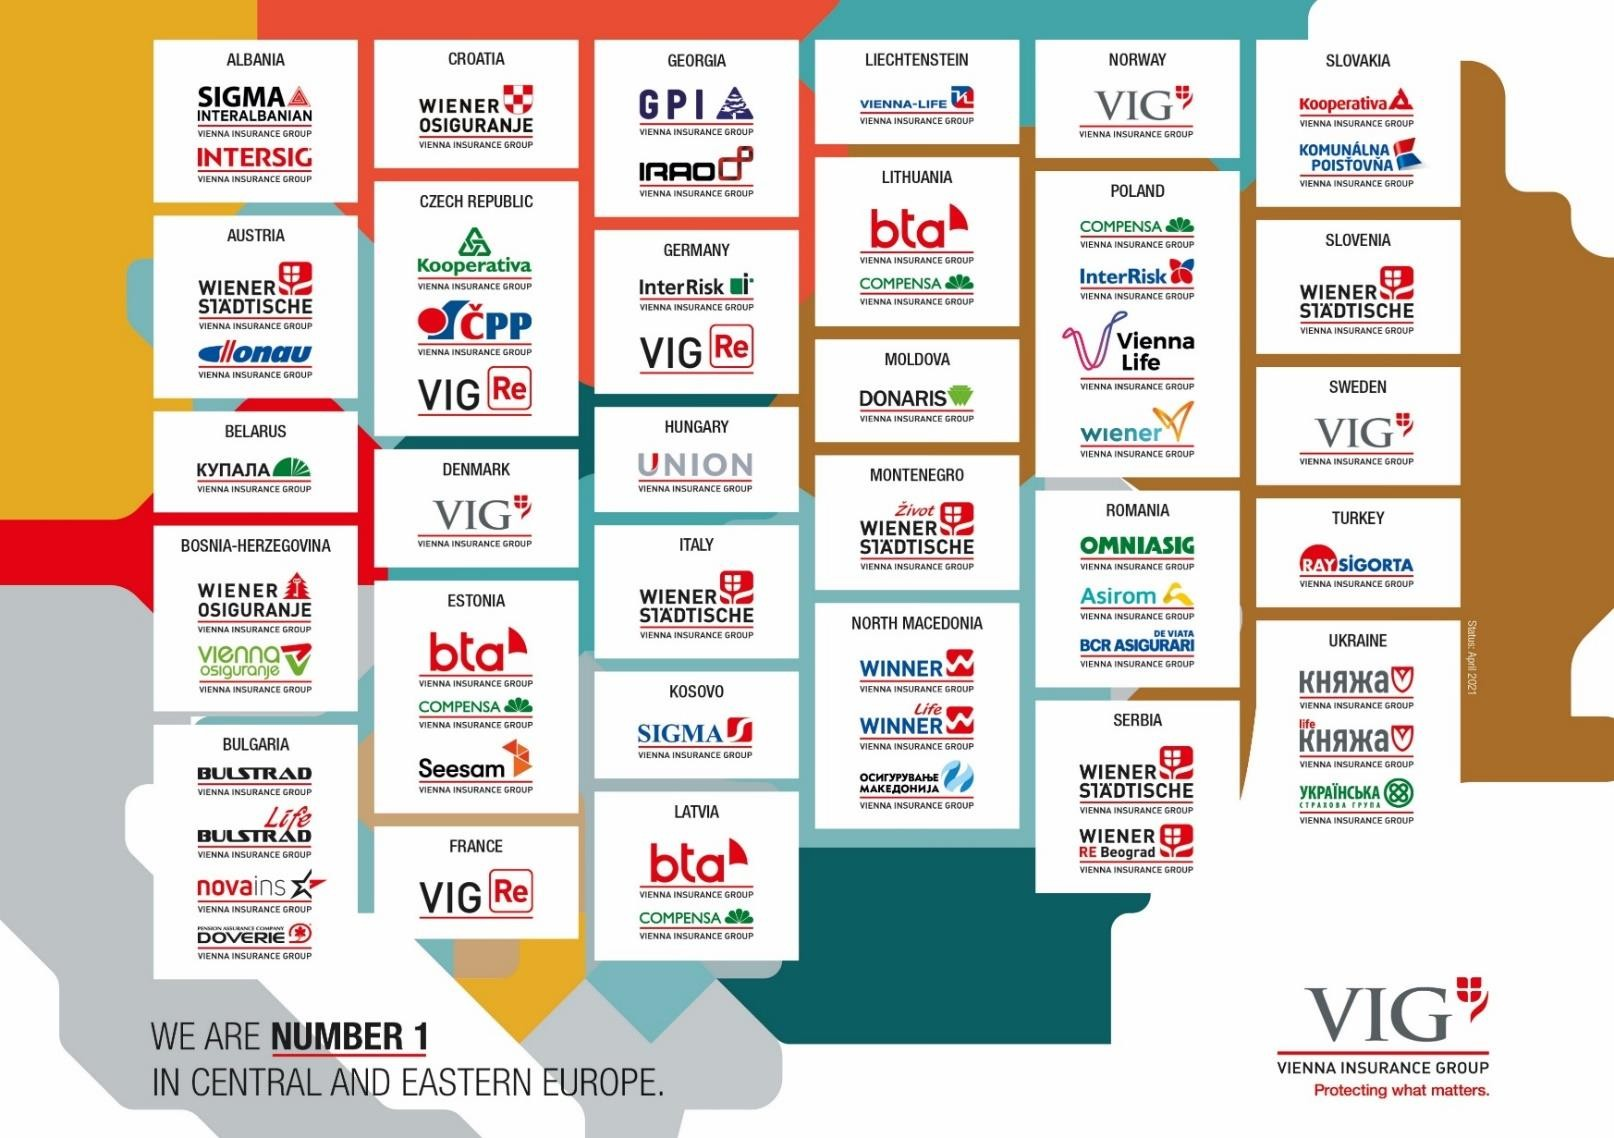 ALBANIA
SIGMA
INTERALBANIAN
VIENNA INSURANCE GROUP
INTERSIG
VIENNA INSURANCE GROUP
AUSTRIA
WIENER
STÄDTISCHE
VIENNA INSURANCE GROUP
donau
VIENNA INSURANCE GROUP
BELARUS
КУПАЛА
VIENNA INSURANCE GROUP
BOSNIA-HERZEGOVINA
WIENER
OSIGURANJE
VIENNA INSURANCE GROUP
vienna
osiguranje
VIENNA INSURANCE GROUP
BULGARIA
BULSTRAD
VIENNA INSURANCE GROUP
Life
BULSTRAD
VIENNA INSURANCE GROUP
novains
VIENNA INSURANCE GROUP
PENSION ASSURANCE COMPANY
DOVERIE
VIENNA INSURANCE GROUP
CROATIA
WIENER
OSIGURANJE
VIENNA INSURANCE GROUP
CZECH REPUBLIC
Kooperativa
VIENNA INSURANCE GROUP
ČPP
VIENNA INSURANCE GROUP
VIG Re
DENMARK
VIG
VIENNA INSURANCE GROUP
ESTONIA
bta
VIENNA INSURANCE GROUP
COMPENSA
VIENNA INSURANCE GROUP
Seesam
VIENNA INSURANCE GROUP
FRANCE
VIG Re
GEORGIA
GPI
VIENNA INSURANCE GROUP
IRAO
VIENNA INSURANCE GROUP
GERMANY
InterRisk
VIENNA INSURANCE GROUP
VIG Re
HUNGARY
UNION
VIENNA INSURANCE GROUP
ITALY
WIENER
STÄDTISCHE
VIENNA INSURANCE GROUP
KOSOVO
SIGMA
VIENNA INSURANCE GROUP
LATVIA
bta
VIENNA INSURANCE GROUP
COMPENSA
VIENNA INSURANCE GROUP
LIECHTENSTEIN
VIENNA-LIFE
VIENNA INSURANCE GROUP
LITHUANIA
bta
VIENNA INSURANCE GROUP
COMPENSA
VIENNA INSURANCE GROUP
MOLDOVA
DONARIS
VIENNA INSURANCE GROUP
MONTENEGRO
Život
WIENER
STÄDTISCHE
VIENNA INSURANCE GROUP
NORTH MACEDONIA
WINNER
VIENNA INSURANCE GROUP
Life
WINNER
VIENNA INSURANCE GROUP
ОСИГУРУВАЊЕ
МАКЕДОНИЈА
VIENNA INSURANCE GROUP
NORWAY
VIG
VIENNA INSURANCE GROUP
POLAND
COMPENSA
VIENNA INSURANCE GROUP
InterRisk
VIENNA INSURANCE GROUP
Vienna
Life
VIENNA INSURANCE GROUP
wiener
VIENNA INSURANCE GROUP
ROMANIA
OMNIASIG
VIENNA INSURANCE GROUP
Asirom
VIENNA INSURANCE GROUP
DE VIATA
BCR ASIGURARI
VIENNA INSURANCE GROUP
SERBIA
WIENER
STÄDTISCHE
VIENNA INSURANCE GROUP
WIENER
RE Beograd
VIENNA INSURANCE GROUP
SLOVAKIA
Kooperativa
VIENNA INSURANCE GROUP
KOMUNÁLNA
POISŤOVŇA
VIENNA INSURANCE GROUP
SLOVENIA
WIENER
STÄDTISCHE
VIENNA INSURANCE GROUP
SWEDEN
VIG
VIENNA INSURANCE GROUP
TURKEY
RAY SİGORTA
VIENNA INSURANCE GROUP
UKRAINE
КНЯЖА
VIENNA INSURANCE GROUP
life
КНЯЖА
VIENNA INSURANCE GROUP
УКРАЇНСЬКА
СТРАХОВА ГРУПА
VIENNA INSURANCE GROUP
Status: April 2021
WE ARE NUMBER 1
IN CENTRAL AND EASTERN EUROPE.
VIG
VIENNA INSURANCE GROUP
Protecting what matters.